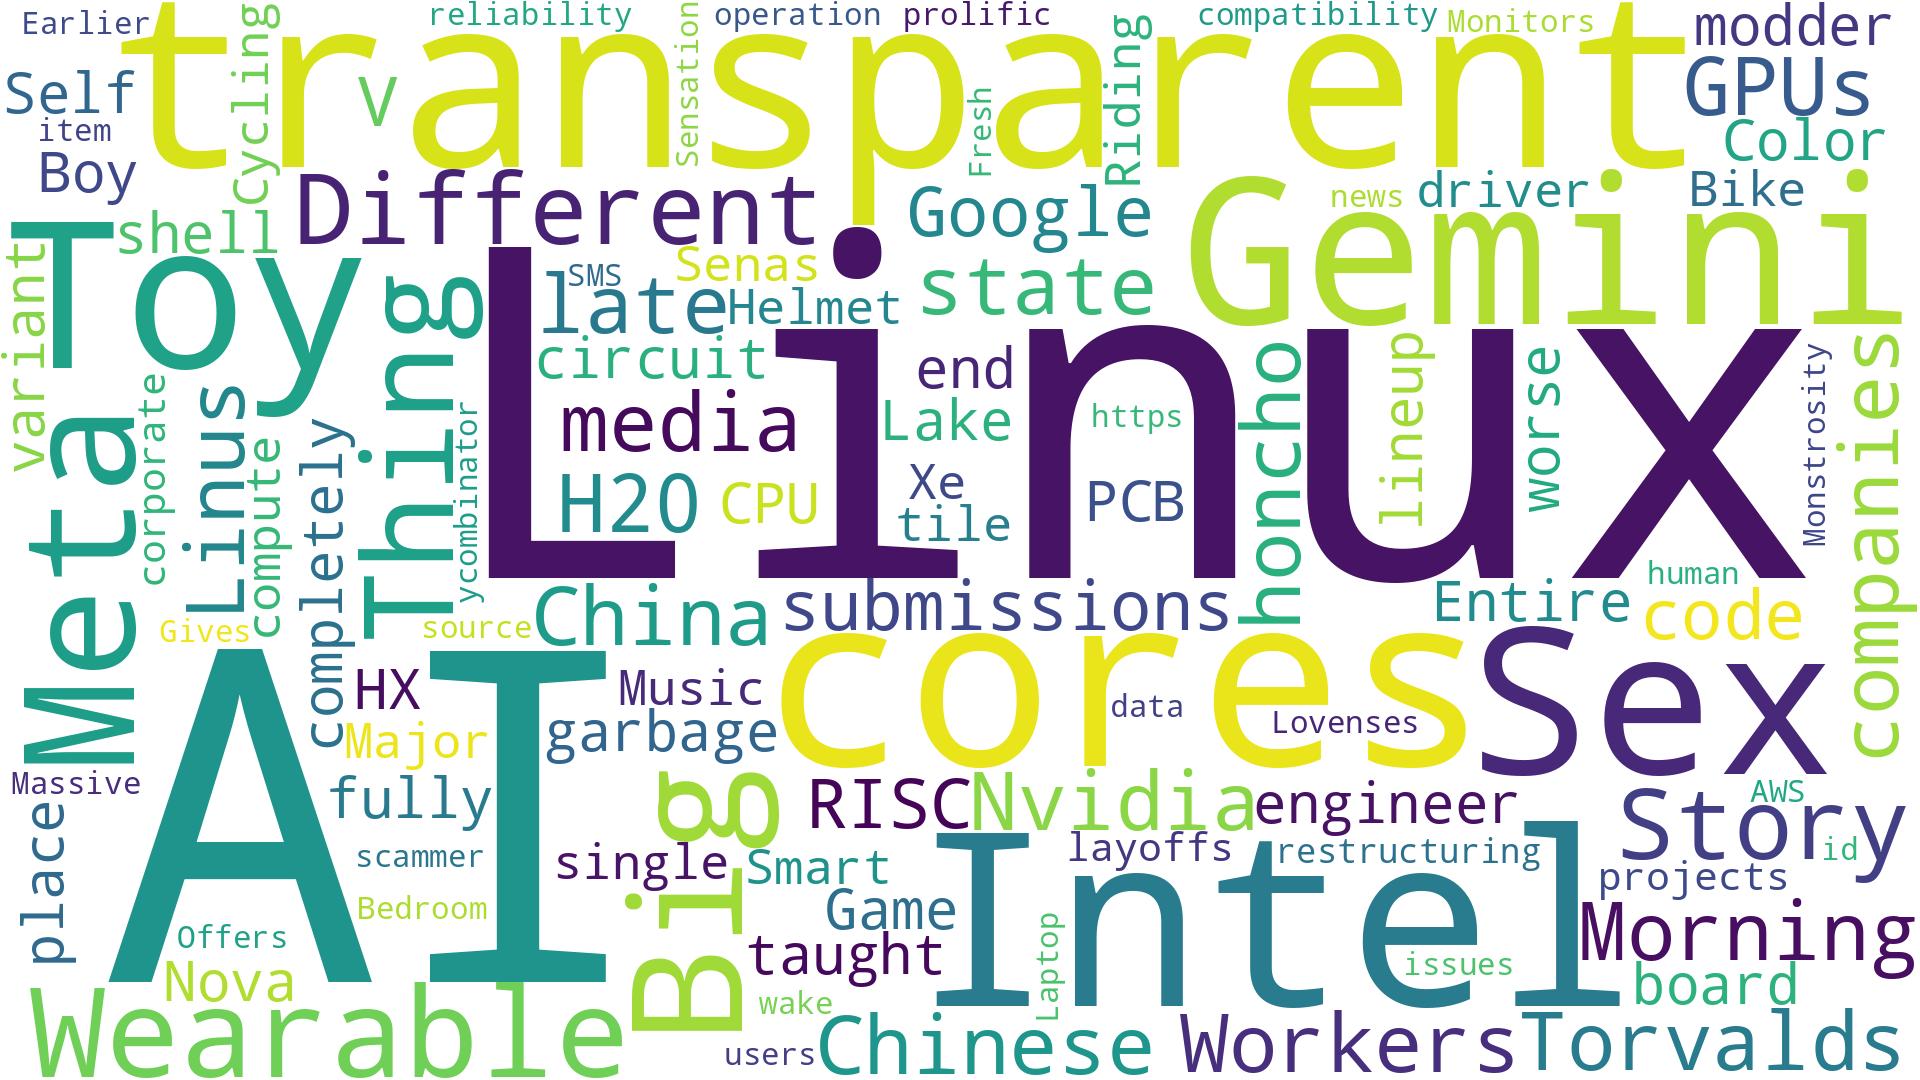 Earlier
reliability
operation
prolific
compatibility
Monitors
modder
transparent
Self
Cycling
V
Sensation
Fresh
Riding
GPUs
item
Color
Boy
Different
Google
news
driver
Bike
Gemini
shell
Toy
variant
Thing
SMS
Senas
late
Helmet
state
Linux
circuit
end
honcho
lineup
worse
Monstrosity
companies
Meta
corporate
Linus
compute
completely
ycombinator
media
Lake
https
H20
CPU
Xe
tile
PCB
Gives
source
China
submissions
Entire
human
code
AI
HX
Music
cores
data
Lovenses
Sex
Major
garbage
Massive
place
fully
Big
RISC
Nvidia
engineer
AWS
Story
scammer
single
Smart
layoffs
restructuring
id
projects
Bedroom
Game
Intel
Morning
Offers
taught
Laptop
issues
Nova
wake
board
Wearable
users
Chinese
Workers
Torvalds